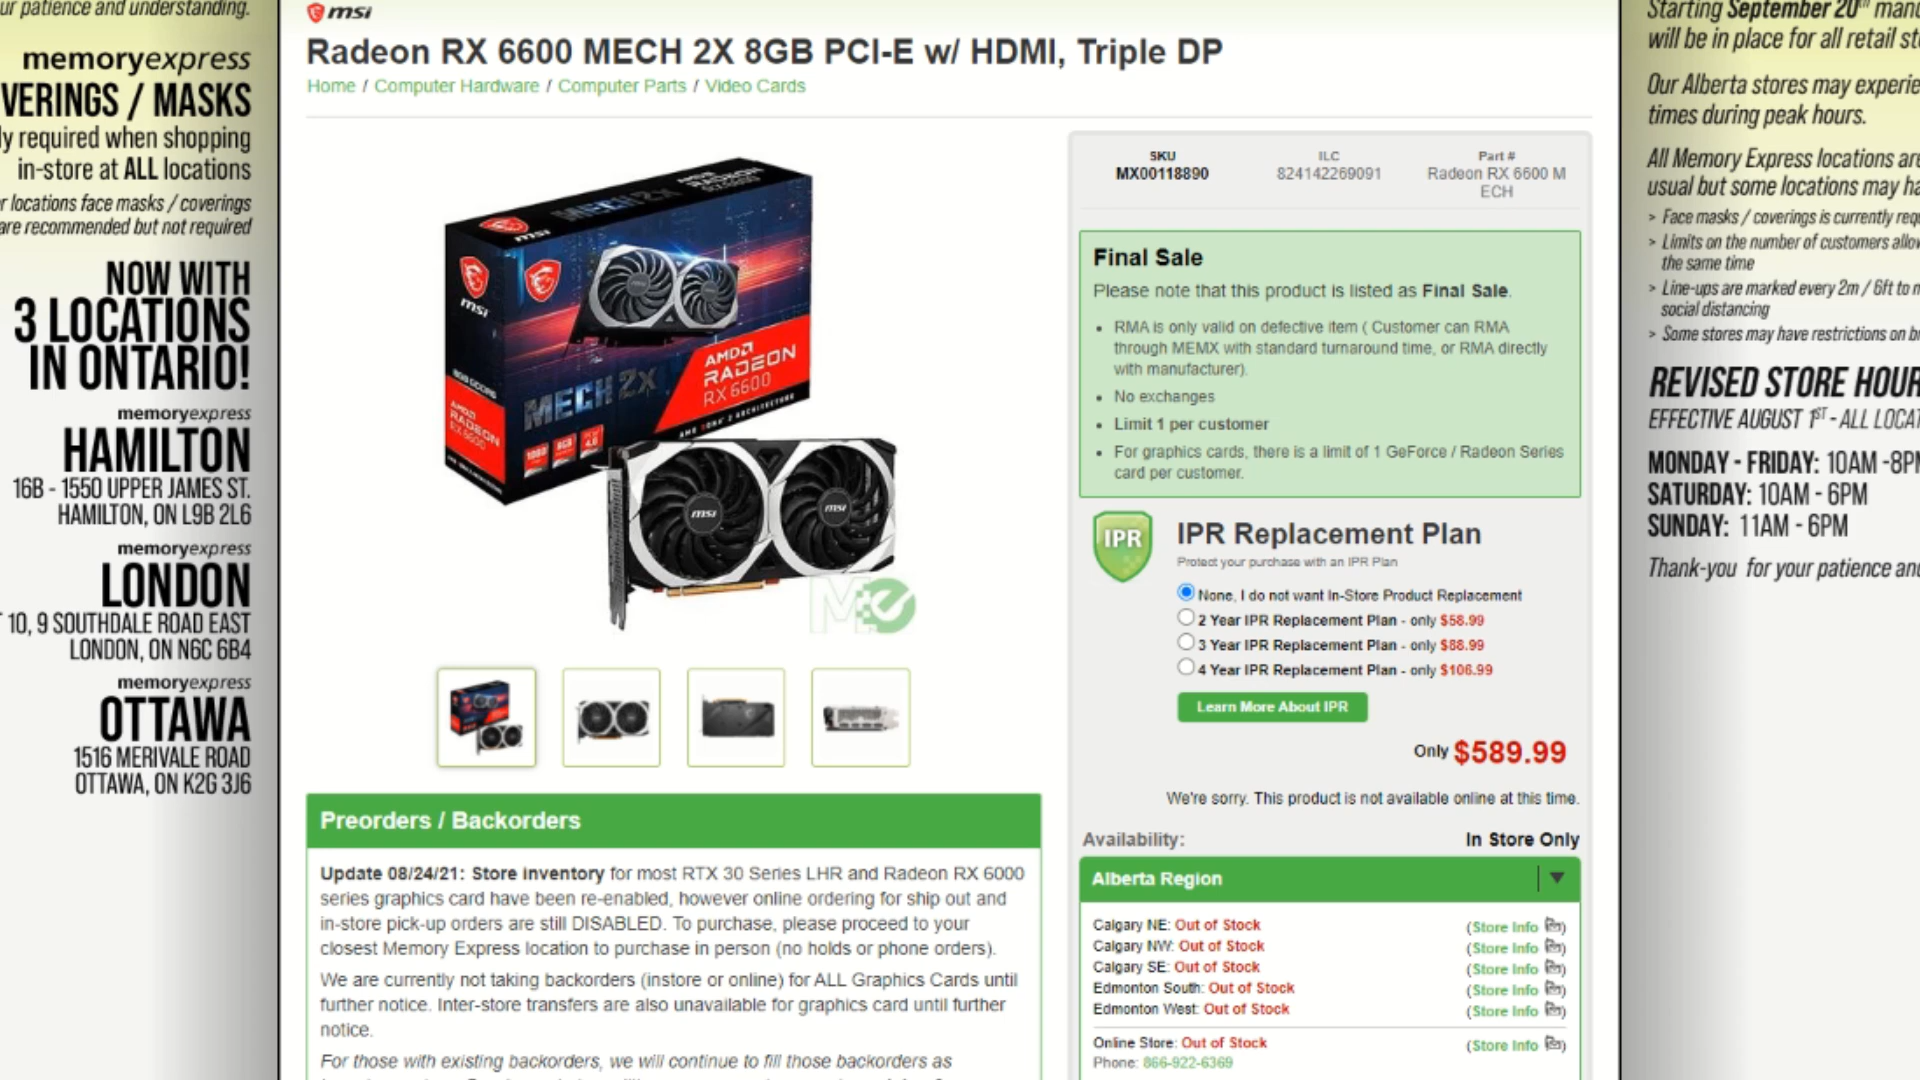 ur patience and understanding.
memoryexpress
VERINGS / MASKS
ly required when shopping
in-store at ALL locations
r locations face masks / coverings
are recommended but not required
NOW WITH
3 LOCATIONS
IN ONTARIO!
memoryexpress
HAMILTON
16B - 1550 UPPER JAMES ST.
HAMILTON, ON L9B 2L6
memoryexpress
LONDON
T 10, 9 SOUTHDALE ROAD EAST
LONDON, ON N6C 6B4
memoryexpress
OTTAWA
1516 MERIVALE ROAD
OTTAWA, ON K2G 3J6
msi
Radeon RX 6600 MECH 2X 8GB PCI-E w/ HDMI, Triple DP
Home / Computer Hardware / Computer Parts / Video Cards
MECH 2X
msi
msi
AMD
RADEON
RX 6600
MECH 2X
AMD
RADEON
RX 6600
msi
msi
ME
Preorders / Backorders
Update 08/24/21: Store inventory for most RTX 30 Series LHR and Radeon RX 6000
series graphics card have been re-enabled, however online ordering for ship out and
in-store pick-up orders are still DISABLED. To purchase, please proceed to your
closest Memory Express location to purchase in person (no holds or phone orders).
We are currently not taking backorders (instore or online) for ALL Graphics Cards until
further notice. Inter-store transfers are also unavailable for graphics card until further
notice.
For those with existing backorders, we will continue to fill those backorders as
SKU
MX00118890
ILC
824142269091
Part #
Radeon RX 6600 M
ECH
Final Sale
Please note that this product is listed as Final Sale.
• RMA is only valid on defective item ( Customer can RMA
through MEMX with standard turnaround time, or RMA directly
with manufacturer).
• No exchanges
• Limit 1 per customer
• For graphics cards, there is a limit of 1 GeForce / Radeon Series
card per customer.
IPR
IPR Replacement Plan
Protect your purchase with an IPR Plan
None, I do not want In-Store Product Replacement
2 Year IPR Replacement Plan - only $58.99
3 Year IPR Replacement Plan - only $88.99
4 Year IPR Replacement Plan - only $106.99
Learn More About IPR
Only $589.99
We're sorry. This product is not available online at this time.
Availability: In Store Only
Alberta Region
Calgary NE: Out of Stock (Store Info)
Calgary NW: Out of Stock (Store Info)
Calgary SE: Out of Stock (Store Info)
Edmonton South: Out of Stock (Store Info)
Edmonton West: Out of Stock (Store Info)
Online Store: Out of Stock (Store Info)
Phone: 866-922-6369
Starting September 20th man
will be in place for all retail st
Our Alberta stores may experie
times during peak hours.
All Memory Express locations are
usual but some locations may ha
> Face masks / coverings is currently requ
> Limits on the number of customers allow
the same time
> Line-ups are marked every 2m / 6ft to m
social distancing
> Some stores may have restrictions on b
REVISED STORE HOUR
EFFECTIVE AUGUST 1ST - ALL LOCAT
MONDAY - FRIDAY: 10AM -8PM
SATURDAY: 10AM - 6PM
SUNDAY: 11AM - 6PM
Thank-you for your patience and